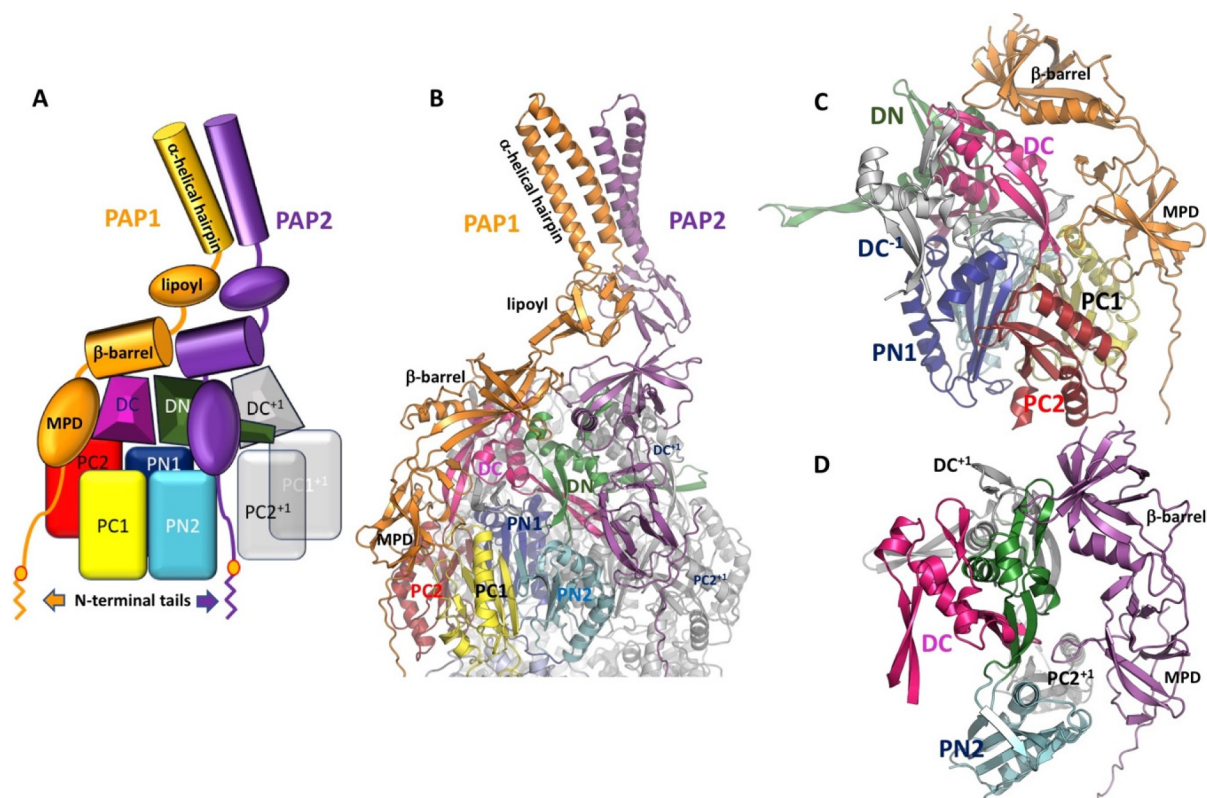 A
α-helical hairpin
PAP1
PAP2
lipoyl
β-barrel
MPD
DC
DN
DC+1
PC2
PN1
PC1
PN2
PC2+1
PC1+1
N-terminal tails
B
α-helical hairpin
PAP1
PAP2
lipoyl
β-barrel
DC
DN
DC+1
MPD
PN1
PC2
PC1
PN2
PC2+1
C
β-barrel
DN
DC
MPD
DC-1
PC1
PN1
PC2
D
DC+1
β-barrel
DC
PC2+1
MPD
PN2